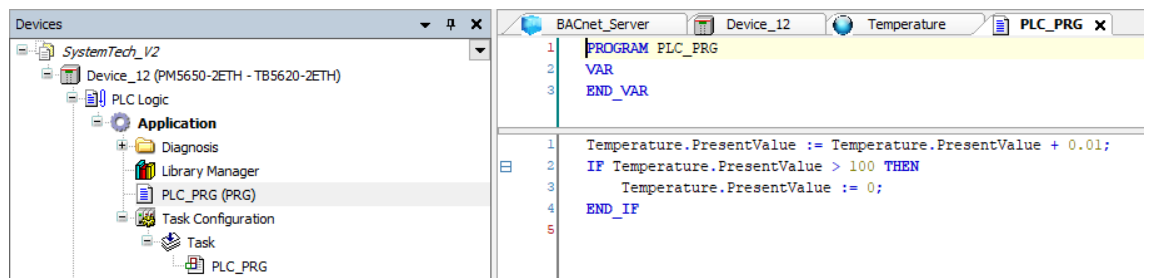 Devices
SystemTech_V2
Device_12 (PM5650-2ETH - TB5620-2ETH)
PLC Logic
Application
Diagnosis
Library Manager
PLC_PRG (PRG)
Task Configuration
Task
PLC_PRG
BACnet_Server Device_12 Temperature PLC_PRG X
1 PROGRAM PLC_PRG
2 VAR
3 END_VAR
1 Temperature.PresentValue := Temperature.PresentValue + 0.01;
2 IF Temperature.PresentValue > 100 THEN
3 Temperature.PresentValue := 0;
4 END_IF
5